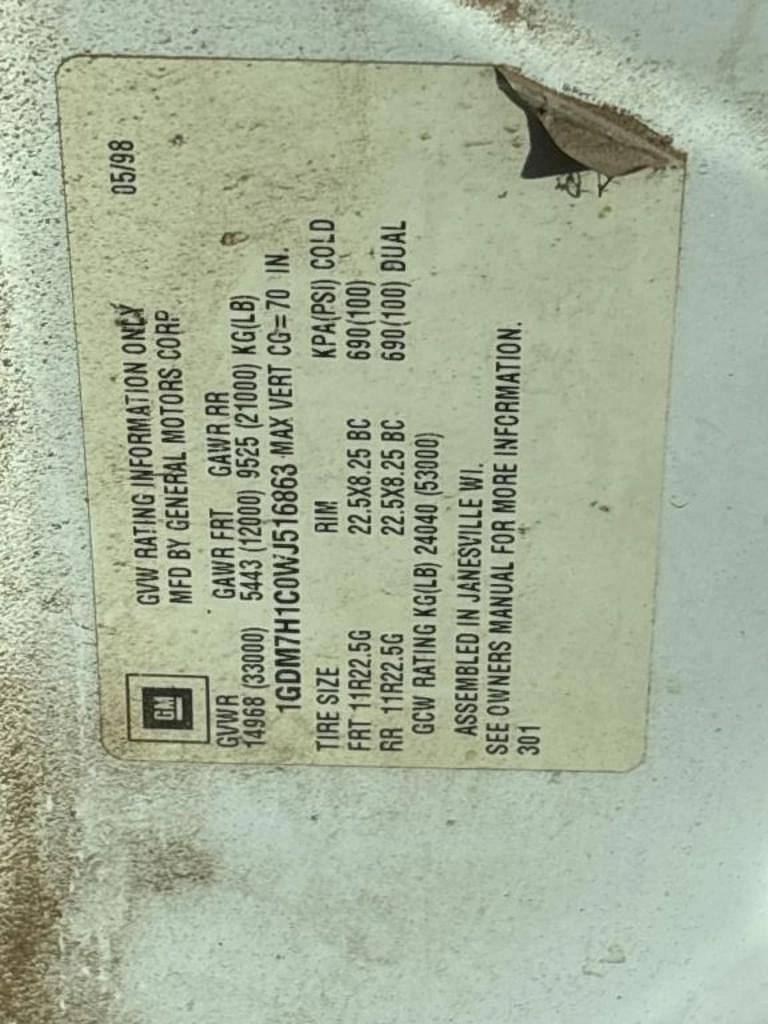 GM
05/98
GVW RATING INFORMATION ONLY
MFD BY GENERAL MOTORS CORP
GVWR GAWR FRT GAWR RR
14968 (33000) 5443 (12000) 9525 (21000) KG(LB)
1GDM7H1C0WJ516863 MAX VERT CG = 70 IN.
TIRE SIZE RIM KPA(PSI) COLD
FRT 11R22.5G 22.5X8.25 BC 690(100)
RR 11R22.5G 22.5X8.25 BC 690(100) DUAL
GCW RATING KG(LB) 24040 (53000)
ASSEMBLED IN JANESVILLE WI.
SEE OWNERS MANUAL FOR MORE INFORMATION.
301